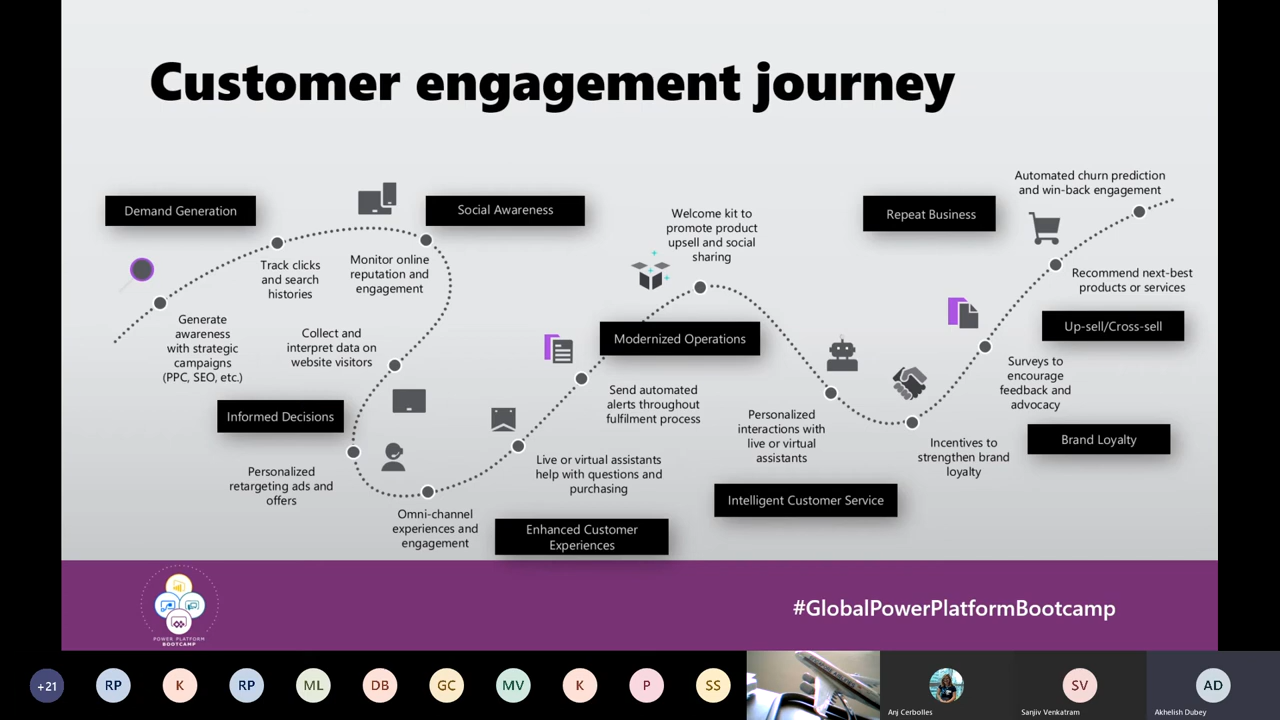 Customer engagement journey
Demand Generation
Social Awareness
Track clicks
and search
histories
Monitor online
reputation and
engagement
Generate
awareness
with strategic
campaigns
(PPC, SEO, etc.)
Collect and
interpret data on
website visitors
Informed Decisions
Personalized
retargeting ads and
offers
Omni-channel
experiences and
engagement
Live or virtual assistants
help with questions and
purchasing
Enhanced Customer
Experiences
Send automated
alerts throughout
fulfilment process
Modernized Operations
Welcome kit to
promote product
upsell and social
sharing
Personalized
interactions with
live or virtual
assistants
Intelligent Customer Service
Incentives to
strengthen brand
loyalty
Brand Loyalty
Surveys to
encourage
feedback and
advocacy
Up-sell/Cross-sell
Recommend next-best
products or services
Repeat Business
Automated churn prediction
and win-back engagement
POWER PLATFORM
BOOTCAMP
#GlobalPowerPlatformBootcamp
+21
RP
K
RP
ML
DB
GC
MV
K
P
SS
Anj Cerbolles
SV
Sanjiv Venkatram
AD
Akhelish Dubey